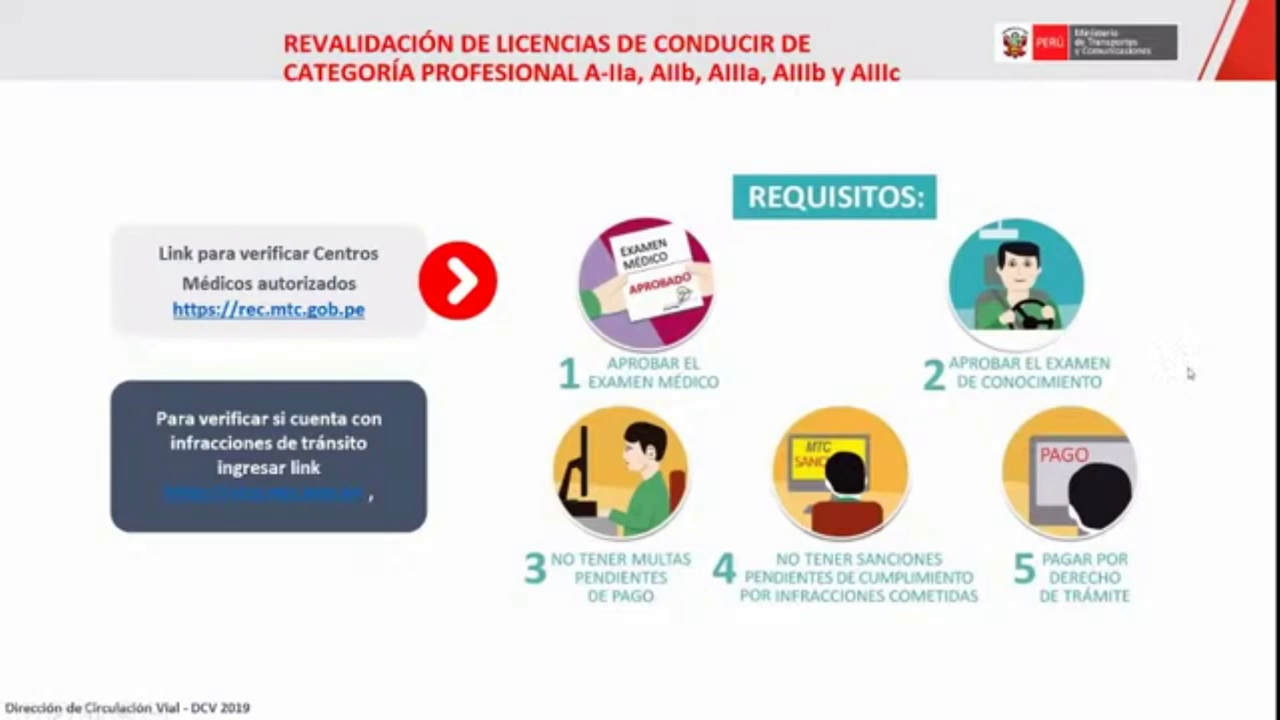 REVALIDACIÓN DE LICENCIAS DE CONDUCIR DE
CATEGORÍA PROFESIONAL A-IIa, AIIb, AIIIa, AIIIb y AIIIc
PERÚ
Ministerio
de Transportes
y Comunicaciones
REQUISITOS:
Link para verificar Centros
Médicos autorizados
https://rec.mtc.gob.pe
EXAMEN
MÉDICO
APROBADO
1 APROBAR EL
EXAMEN MÉDICO
2 APROBAR EL EXAMEN
DE CONOCIMIENTO
Para verificar si cuenta con
infracciones de tránsito
ingresar link
,
MTC
SANC
PAGO
3 NO TENER MULTAS
PENDIENTES
DE PAGO
4 NO TENER SANCIONES
PENDIENTES DE CUMPLIMIENTO
POR INFRACCIONES COMETIDAS
5 PAGAR POR
DERECHO
DE TRÁMITE
Dirección de Circulación Vial - DCV 2019